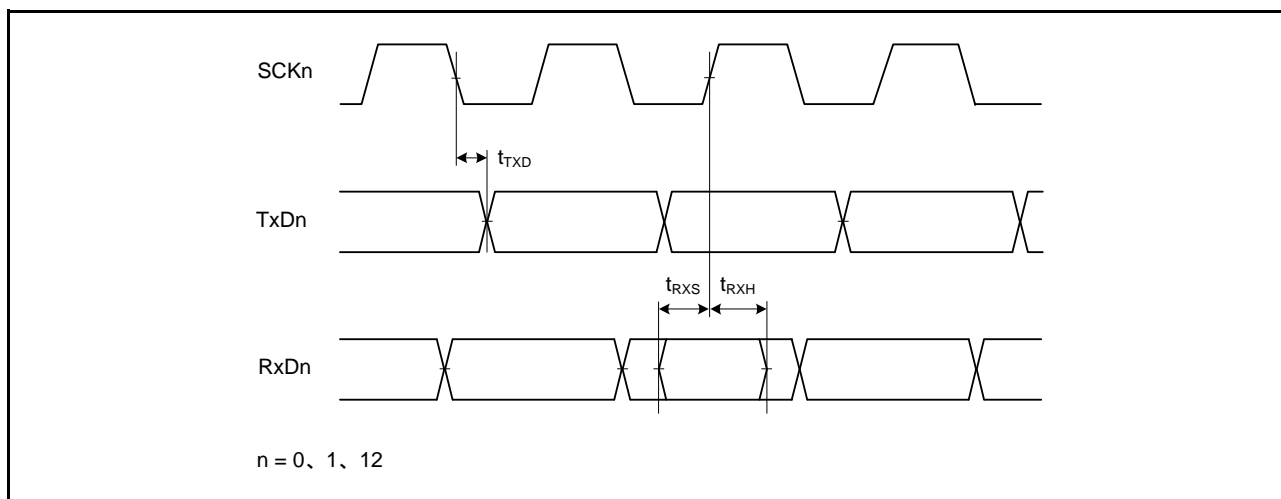 SCKn
tTXD
TxDn
tRXS tRXH
RxDn
n = 0、1、12